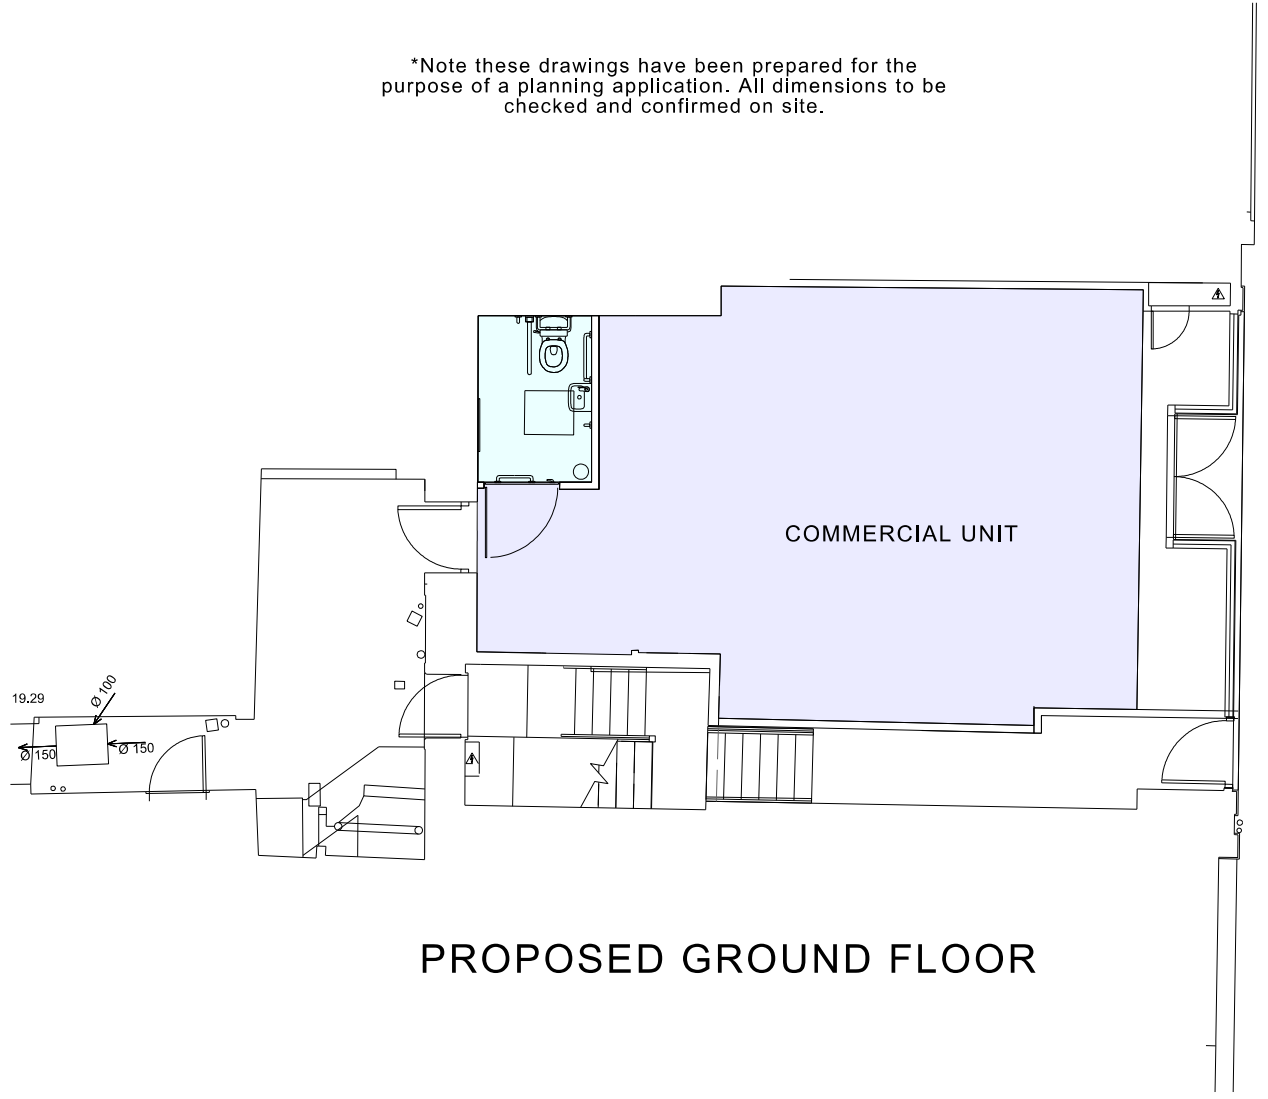 *Note these drawings have been prepared for the
purpose of a planning application. All dimensions to be
checked and confirmed on site.
COMMERCIAL UNIT
19.29
Ø 100
Ø 150
Ø 150
PROPOSED GROUND FLOOR